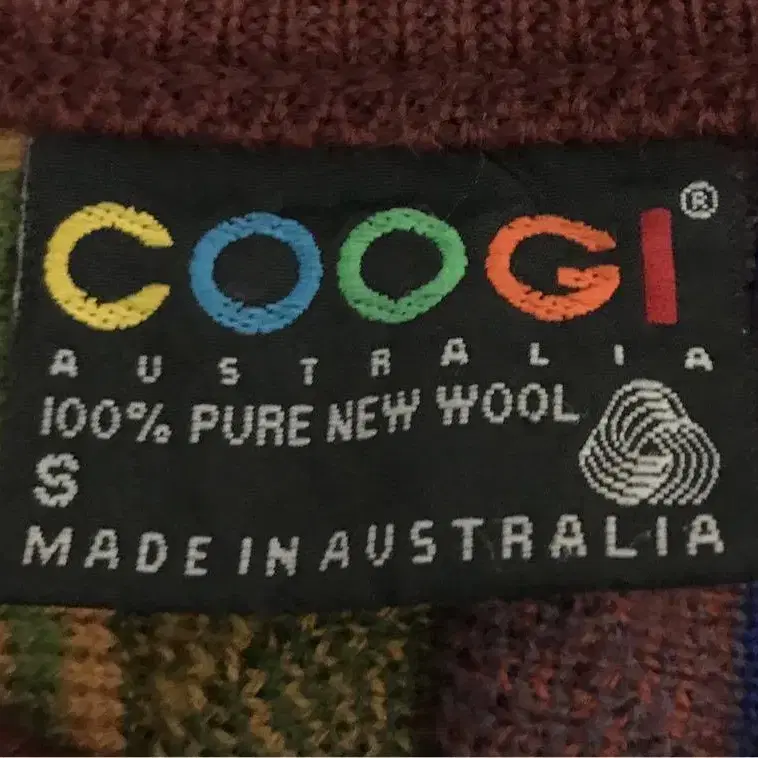 COOGI®
AUSTRALIA
100% PURE NEW WOOL
S
MADE IN AUSTRALIA